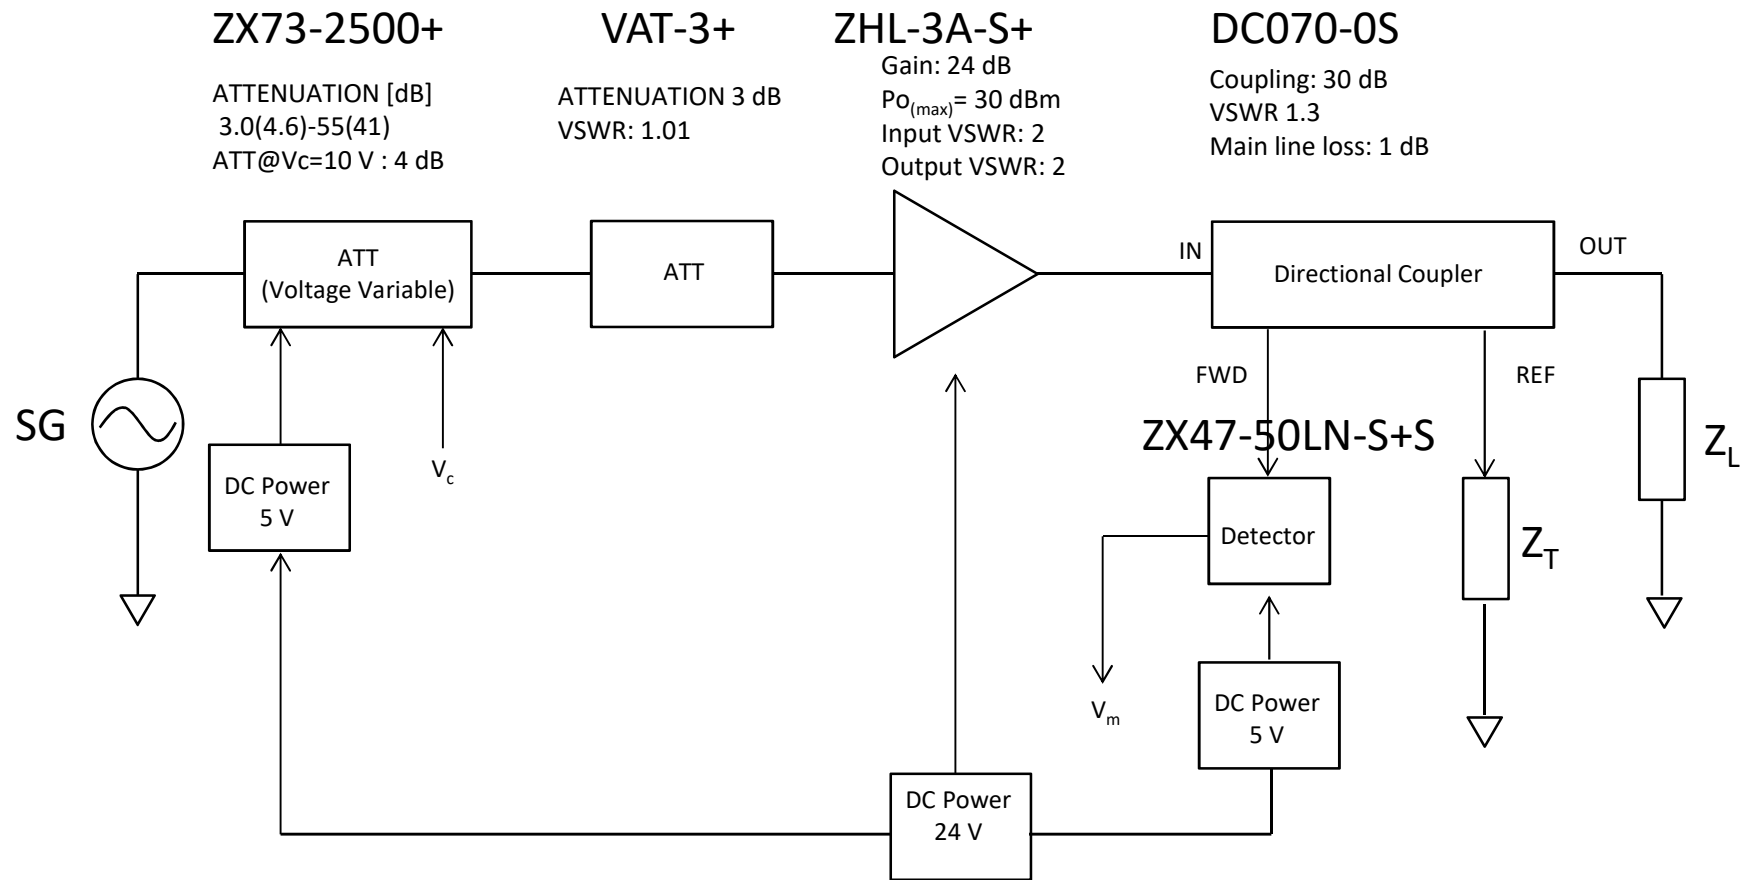 ZX73-2500+
VAT-3+
ZHL-3A-S+
DC070-0S
ATTENUATION [dB]
3.0(4.6)-55(41)
ATT@Vc=10 V : 4 dB
ATTENUATION 3 dB
VSWR: 1.01
Gain: 24 dB
Po(max)= 30 dBm
Input VSWR: 2
Output VSWR: 2
Coupling: 30 dB
VSWR 1.3
Main line loss: 1 dB
ATT
(Voltage Variable)
ATT
IN
Directional Coupler
OUT
FWD
REF
SG
ZX47-50LN-S+S
ZL
Vc
DC Power
5 V
Detector
ZT
Vm
DC Power
5 V
DC Power
24 V